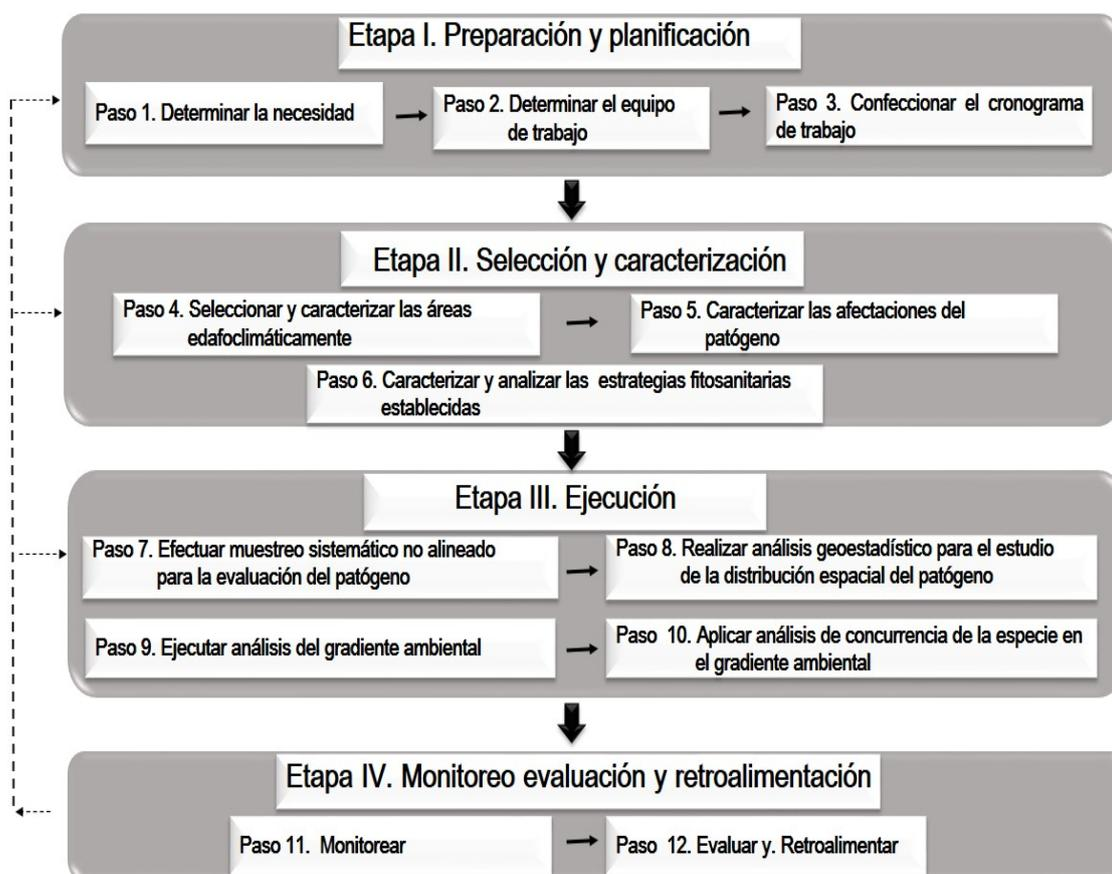 Etapa I. Preparación y planificación
Paso 1. Determinar la necesidad
Paso 2. Determinar el equipo
de trabajo
Paso 3. Confeccionar el cronograma
de trabajo
Etapa II. Selección y caracterización
Paso 4. Seleccionar y caracterizar las áreas
edafoclimáticamente
Paso 5. Caracterizar las afectaciones del
patógeno
Paso 6. Caracterizar y analizar las estrategias fitosanitarias
establecidas
Etapa III. Ejecución
Paso 7. Efectuar muestreo sistemático no alineado
para la evaluación del patógeno
Paso 8. Realizar análisis geoestadístico para el estudio
de la distribución espacial del patógeno
Paso 9. Ejecutar análisis del gradiente ambiental
Paso 10. Aplicar análisis de concurrencia de la especie en
el gradiente ambiental
Etapa IV. Monitoreo evaluación y retroalimentación
Paso 11. Monitorear
Paso 12. Evaluar y. Retroalimentar